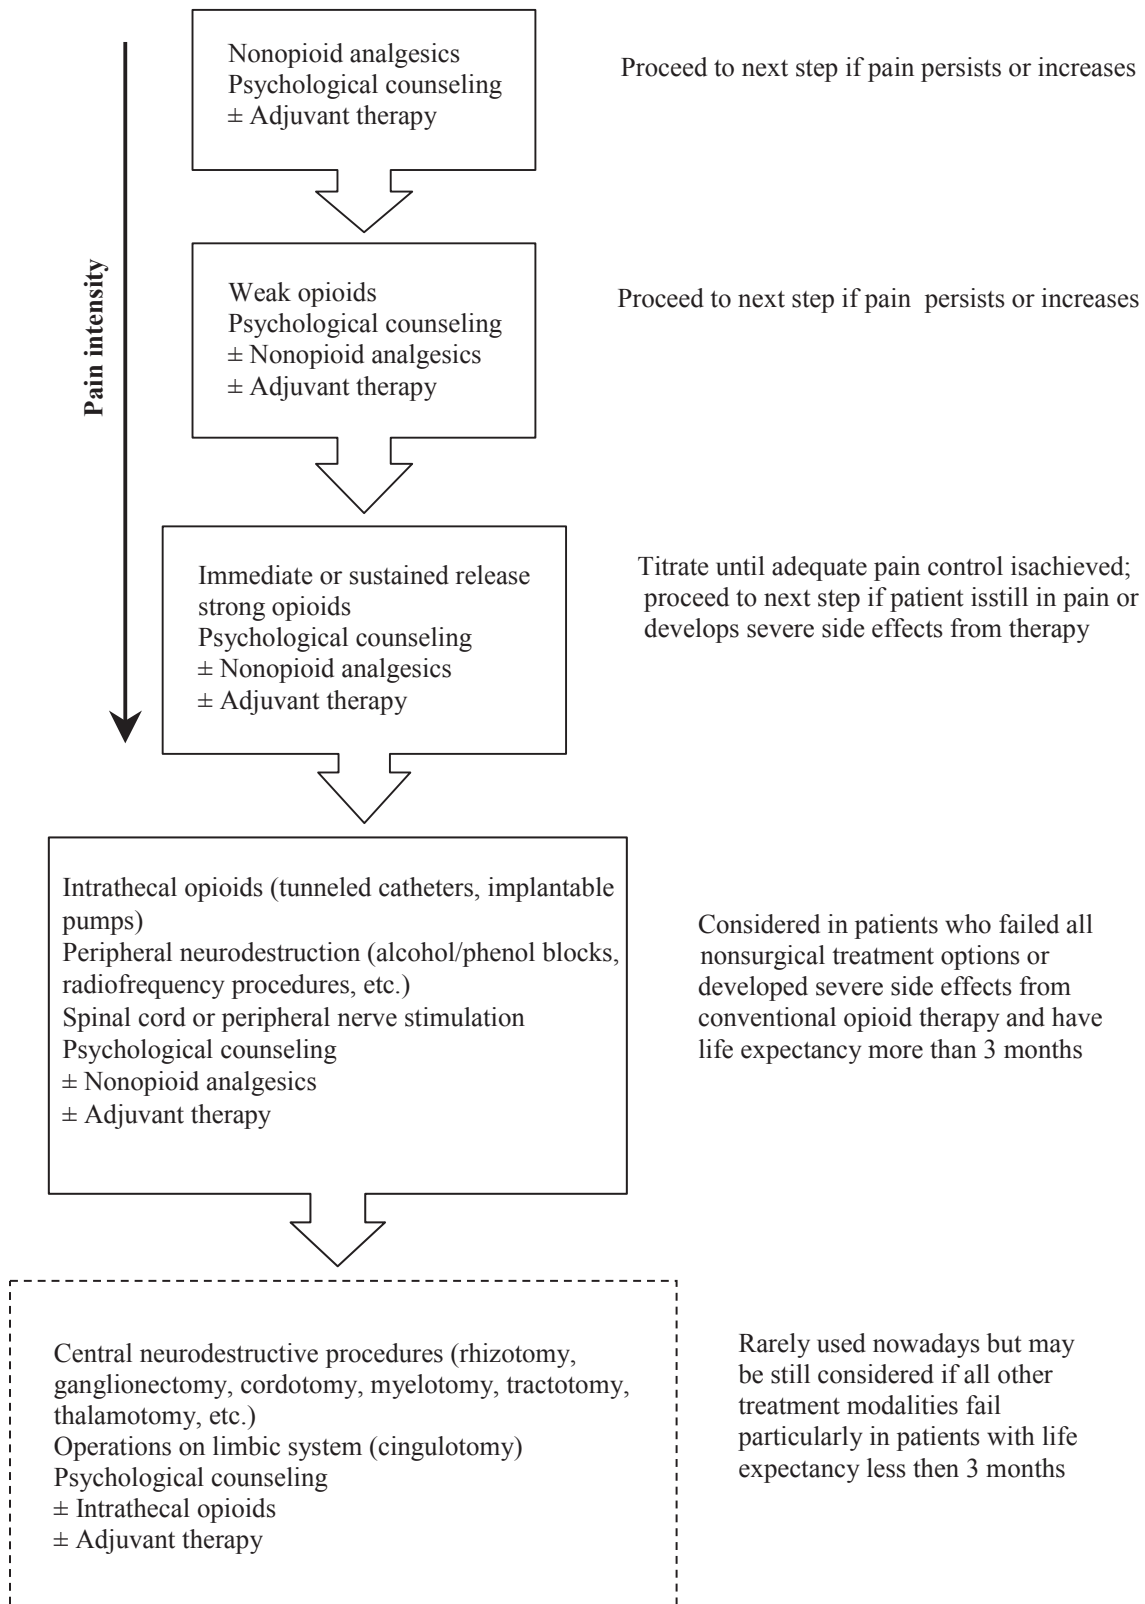 Nonopioid analgesics
Psychological counseling
± Adjuvant therapy
Proceed to next step if pain persists or increases
Pain intensity
Weak opioids
Psychological counseling
± Nonopioid analgesics
± Adjuvant therapy
Proceed to next step if pain persists or increases
Immediate or sustained release
strong opioids
Psychological counseling
± Nonopioid analgesics
± Adjuvant therapy
Titrate until adequate pain control isachieved;
proceed to next step if patient isstill in pain or
develops severe side effects from therapy
Intrathecal opioids (tunneled catheters, implantable
pumps)
Peripheral neurodestruction (alcohol/phenol blocks,
radiofrequency procedures, etc.)
Spinal cord or peripheral nerve stimulation
Psychological counseling
± Nonopioid analgesics
± Adjuvant therapy
Considered in patients who failed all
nonsurgical treatment options or
developed severe side effects from
conventional opioid therapy and have
life expectancy more than 3 months
Central neurodestructive procedures (rhizotomy,
ganglionectomy, cordotomy, myelotomy, tractotomy,
thalamotomy, etc.)
Operations on limbic system (cingulotomy)
Psychological counseling
± Intrathecal opioids
± Adjuvant therapy
Rarely used nowadays but may
be still considered if all other
treatment modalities fail
particularly in patients with life
expectancy less then 3 months